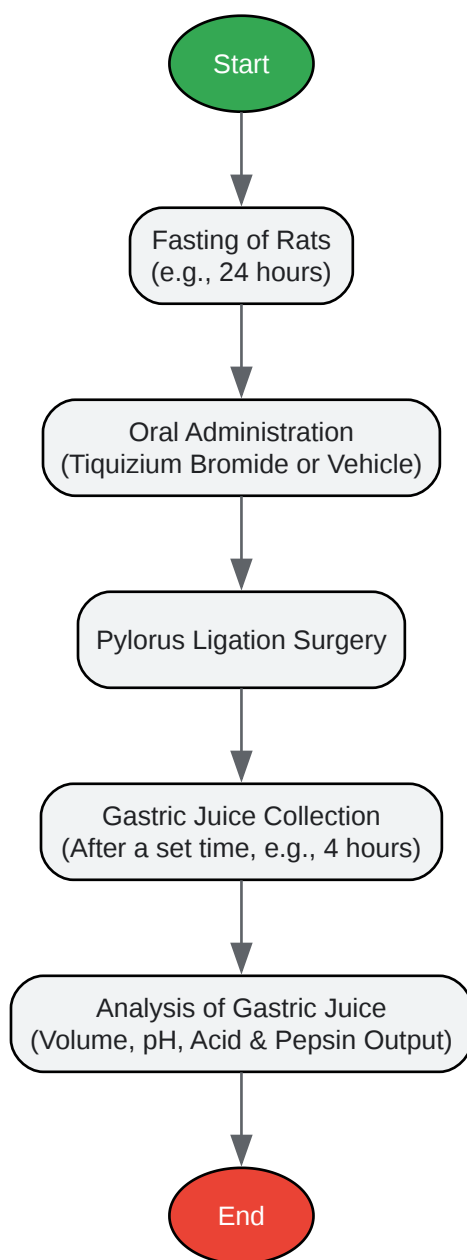 Start
Fasting of Rats
(e.g., 24 hours)
Oral Administration
(Tiquizium Bromide or Vehicle)
Pylorus Ligation Surgery
Gastric Juice Collection
(After a set time, e.g., 4 hours)
Analysis of Gastric Juice
(Volume, pH, Acid & Pepsin Output)
End